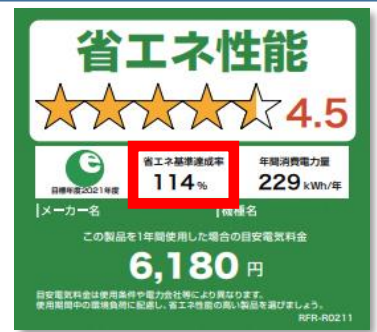 省エネ性能
4.5
e
目標年度2021年度
省エネ基準達成率
114%
年間消費電力量
229kWh/年
メーカー名
機種名
この製品を1年間使用した場合の目安電気料金
6,180円
目安電気料金は使用条件や電力会社等により異なります。
使用期間中の環境負荷に配慮し、省エネ性能の高い製品を選びましょう。
RFR-R0211